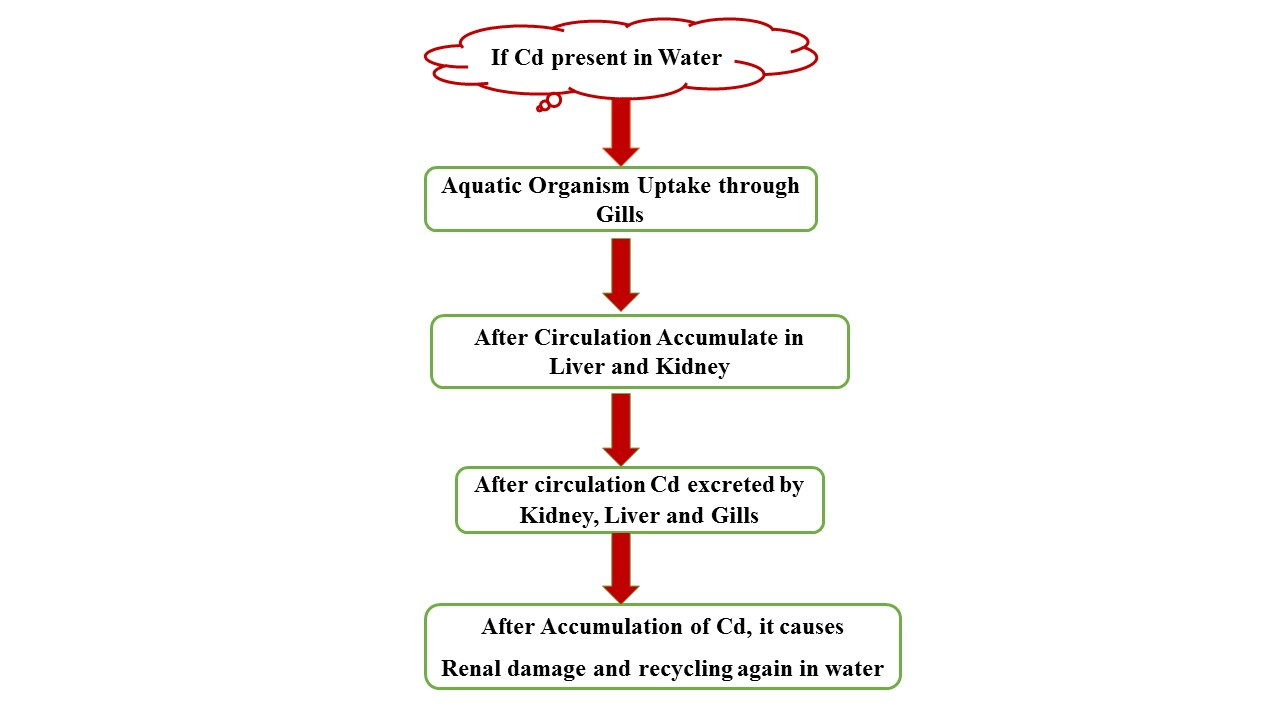 If Cd present in Water
Aquatic Organism Uptake through
Gills
After Circulation Accumulate in
Liver and Kidney
After circulation Cd excreted by
Kidney, Liver and Gills
After Accumulation of Cd, it causes
Renal damage and recycling again in water